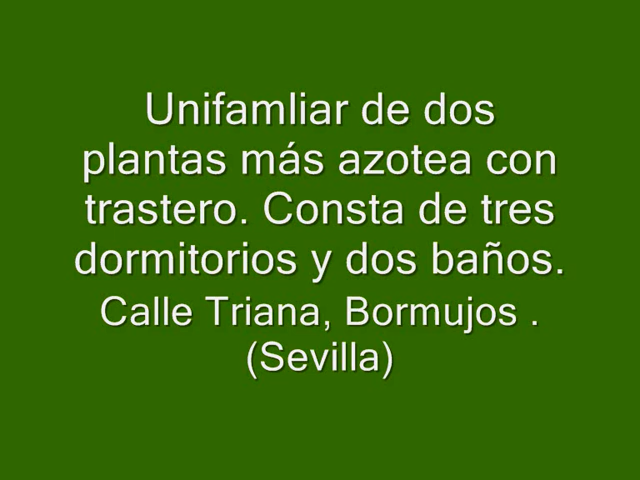 Unifamliar de dos
plantas más azotea con
trastero. Consta de tres
dormitorios y dos baños.
Calle Triana, Bormujos .
(Sevilla)